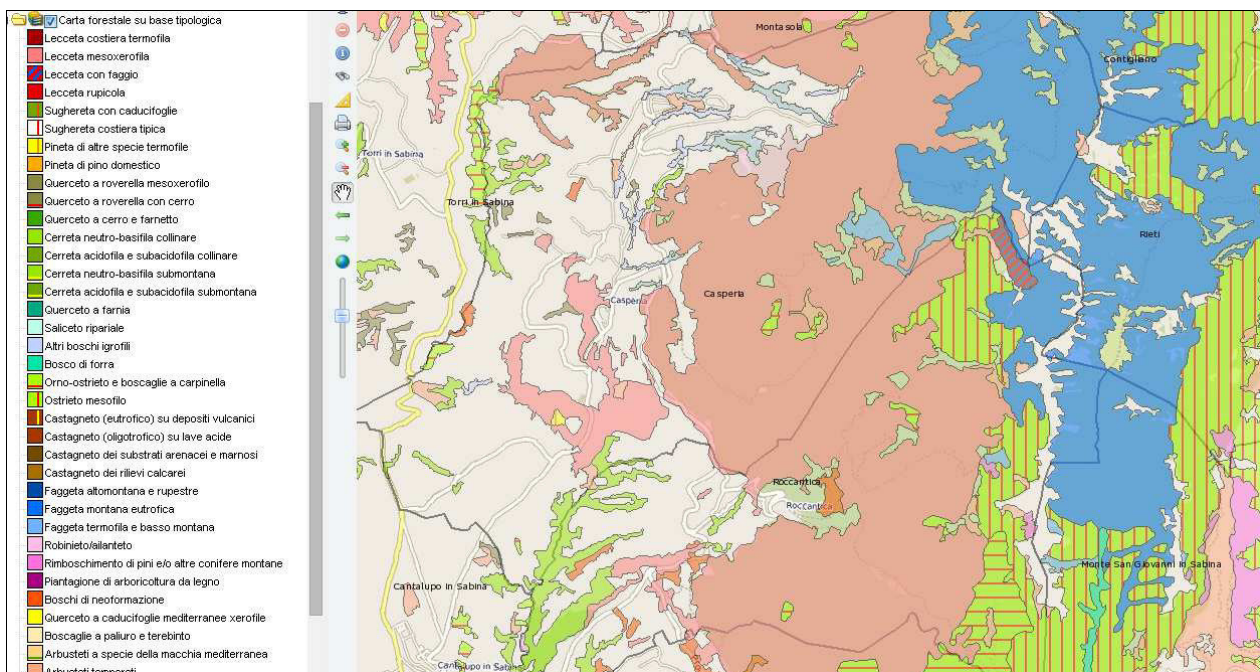 Carta forestale su base tipologica
Lecceta costiera termofila
Lecceta mesoxerofila
Lecceta con faggio
Lecceta rupicola
Sughereta con caducifoglie
Sughereta costiera tipica
Pineta di altre specie termofile
Pineta di pino domestico
Querceto a roverella mesoxerofilo
Querceto a roverella con cerro
Querceto a cerro e farnetto
Cerreta neutro-basifila collinare
Cerreta acidofila e subacidofila collinare
Cerreta neutro-basifila submontana
Cerreta acidofila e subacidofila submontana
Querceto a farnia
Saliceto ripariale
Altri boschi igrofili
Bosco di forra
Orno-ostrieto e boscaglie a carpinella
Ostrieto mesofilo
Castagneto (eutrofico) su depositi vulcanici
Castagneto (oligotrofico) su lave acide
Castagneto dei substrati arenacei e marnosi
Castagneto dei rilievi calcarei
Faggeta altomontana e rupestre
Faggeta montana eutrofica
Faggeta termofila e basso montana
Robinieto/ailanteto
Rimboschimento di pini e/o altre conifere montane
Piantagione di arboricoltura da legno
Boschi di neoformazione
Querceto a caducifoglie mediterranee xerofile
Boscaglie a paliuro e terebinto
Arbusteti a specie della macchia mediterranea
Arbusteti temperati
Montasola
Contigliano
Torri in Sabina
Torri in Sabina
Rieti
Casperia
Casperia
Roccantica
Roccantica
Monte San Giovanni in Sabina
Cantalupo in Sabina
Cantalupo in Sabina